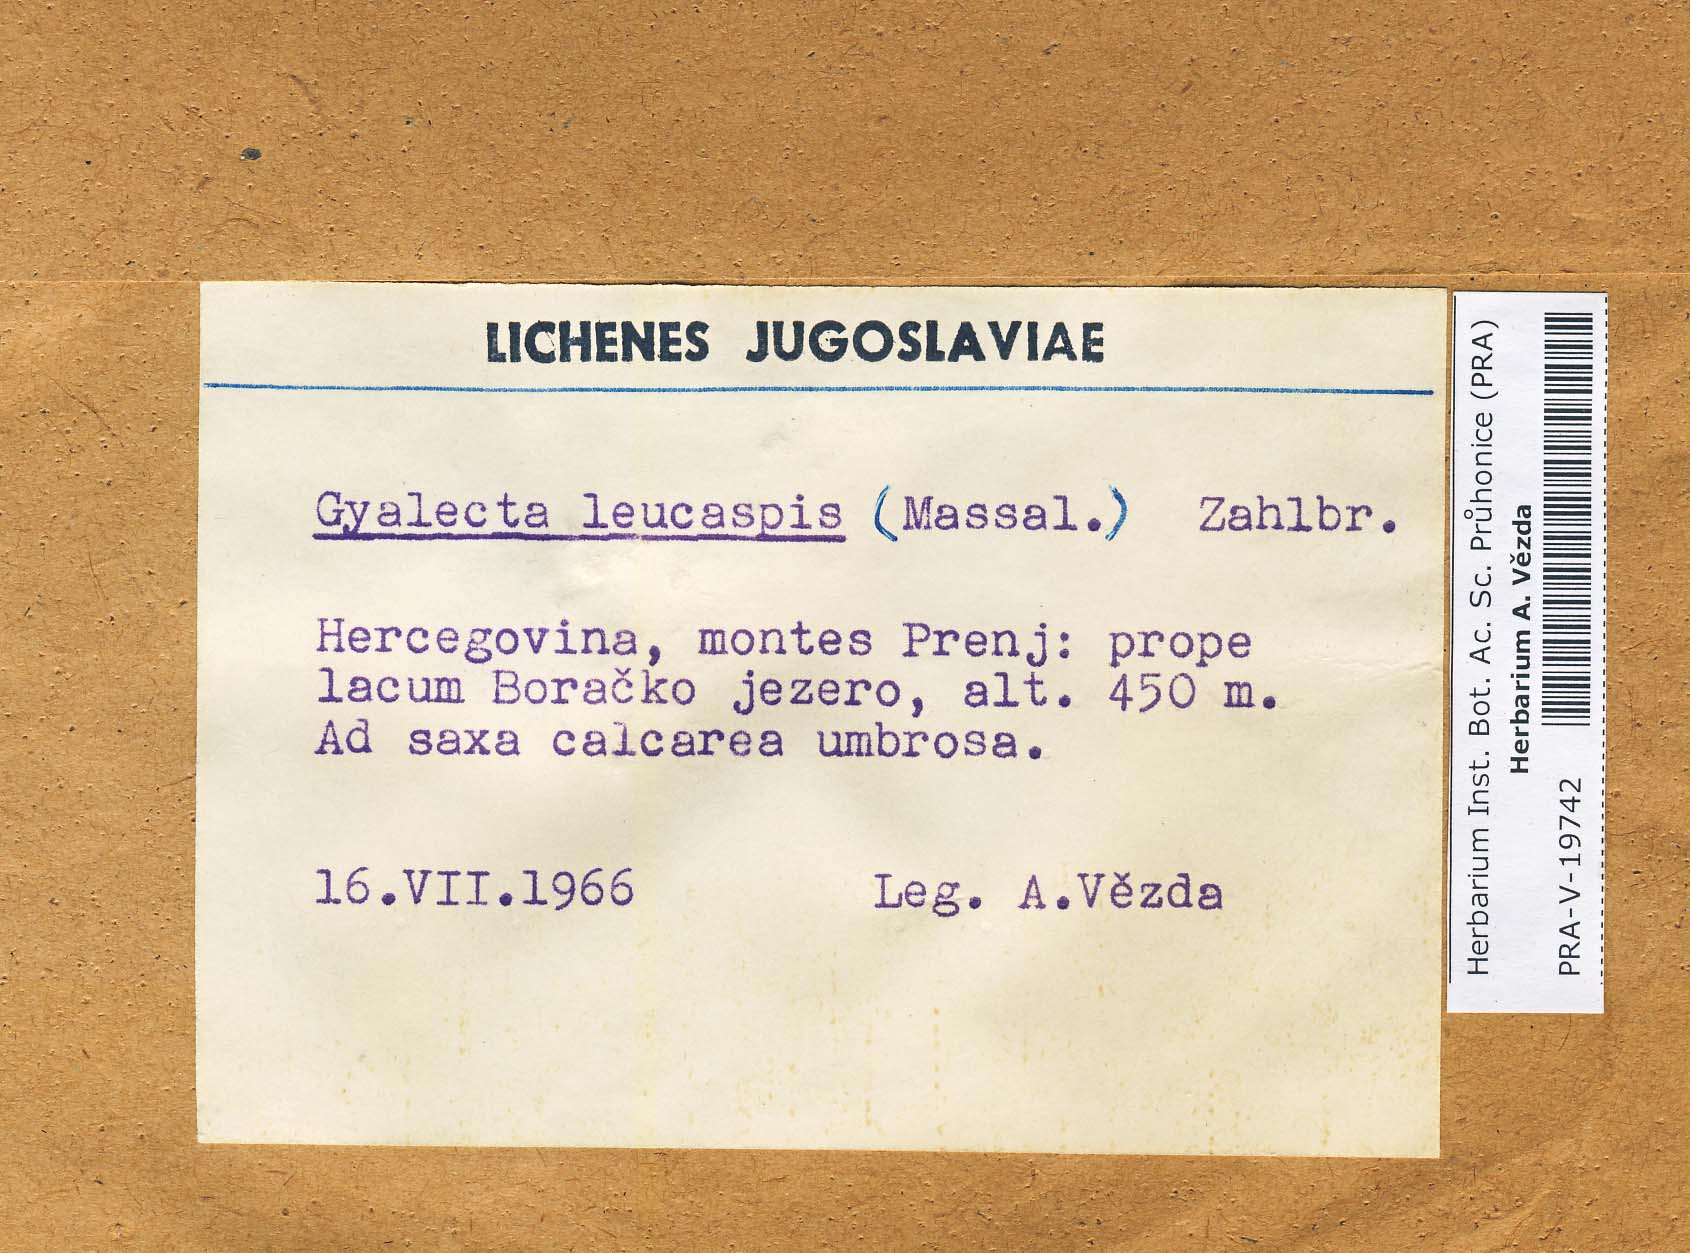 LICHENES JUGOSLAVIAE
Gyalecta leucaspis (Massal.) Zahlbr.
Hercegovina, montes Prenj: prope
lacum Boračko jezero, alt. 450 m.
Ad saxa calcarea umbrosa.
16.VII.1966 Leg. A.Vězda
Herbarium Inst. Bot. Ac. Sc. Průhonice (PRA)
Herbarium A. Vězda
PRA-V-19742